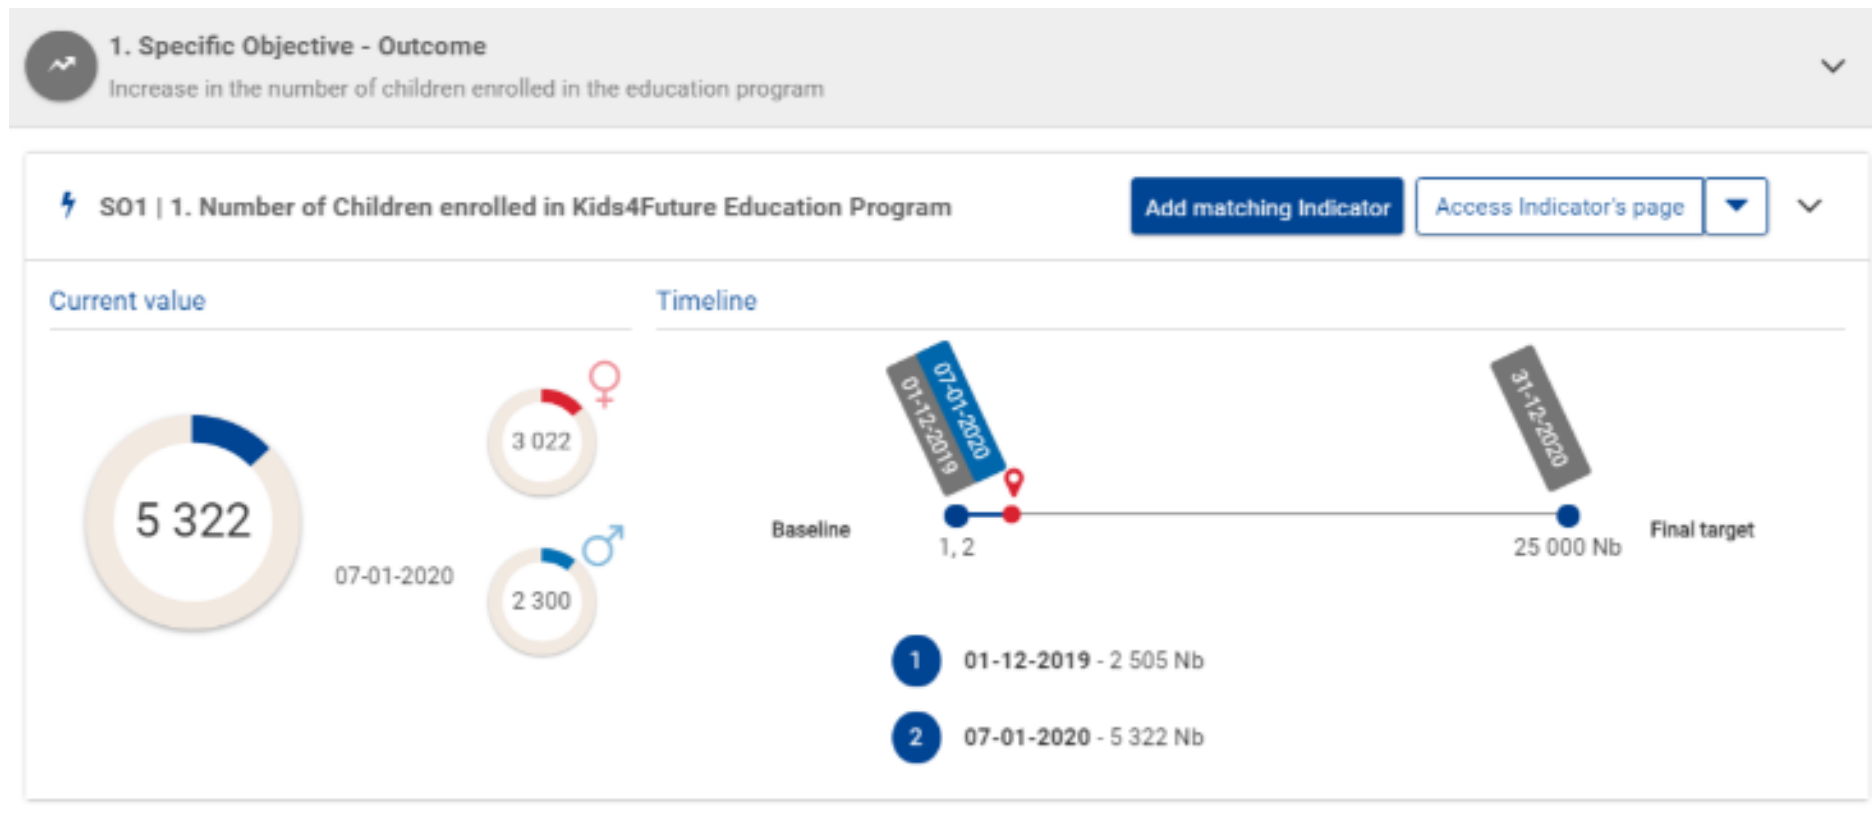 1. Specific Objective - Outcome
Increase in the number of children enrolled in the education program
SO1 | 1. Number of Children enrolled in Kids4Future Education Program
Add matching Indicator
Access Indicator's page
Current value
Timeline
5 322
07-01-2020
3 022
2 300
01-12-2019
07-01-2020
31-12-2020
Baseline
1, 2
25 000 Nb
Final target
1 01-12-2019 - 2 505 Nb
2 07-01-2020 - 5 322 Nb